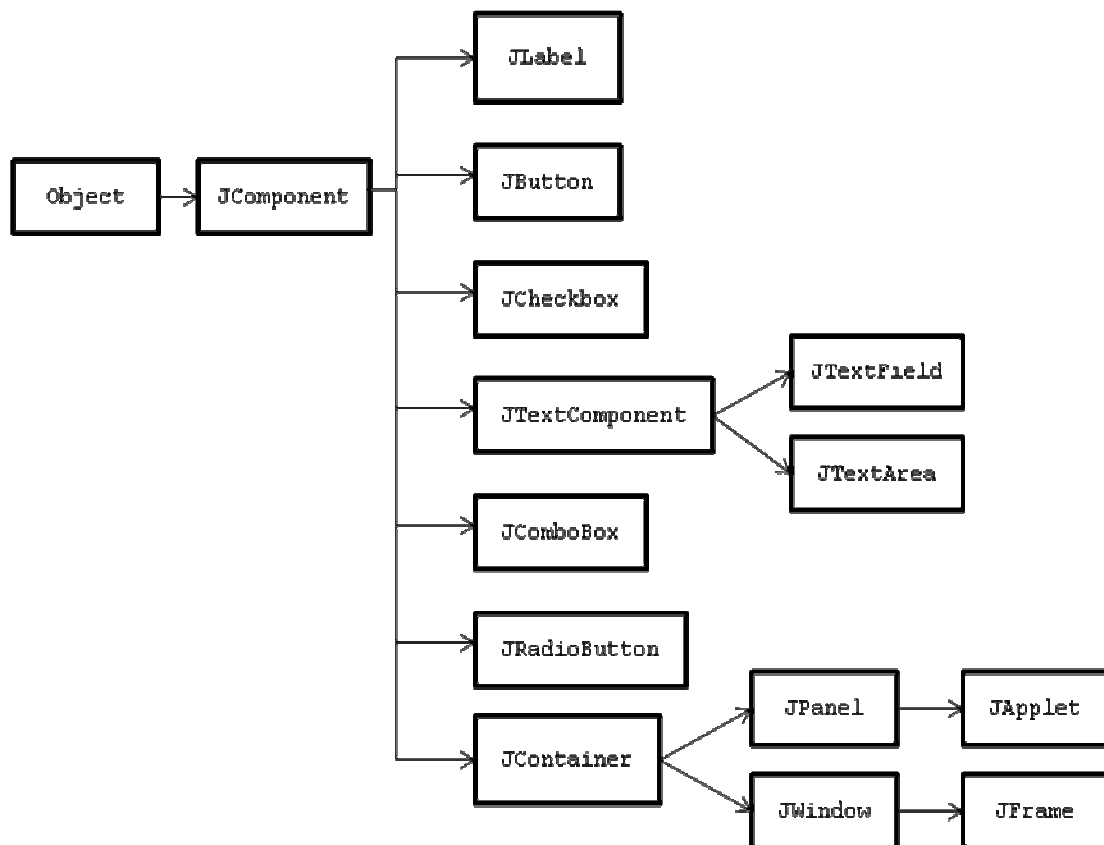 JLabel
Object
JComponent
JButton
JCheckbox
JTextComponent
JTextField
JTextArea
JComboBox
JRadioButton
JContainer
JPanel
JApplet
JWindow
JFrame